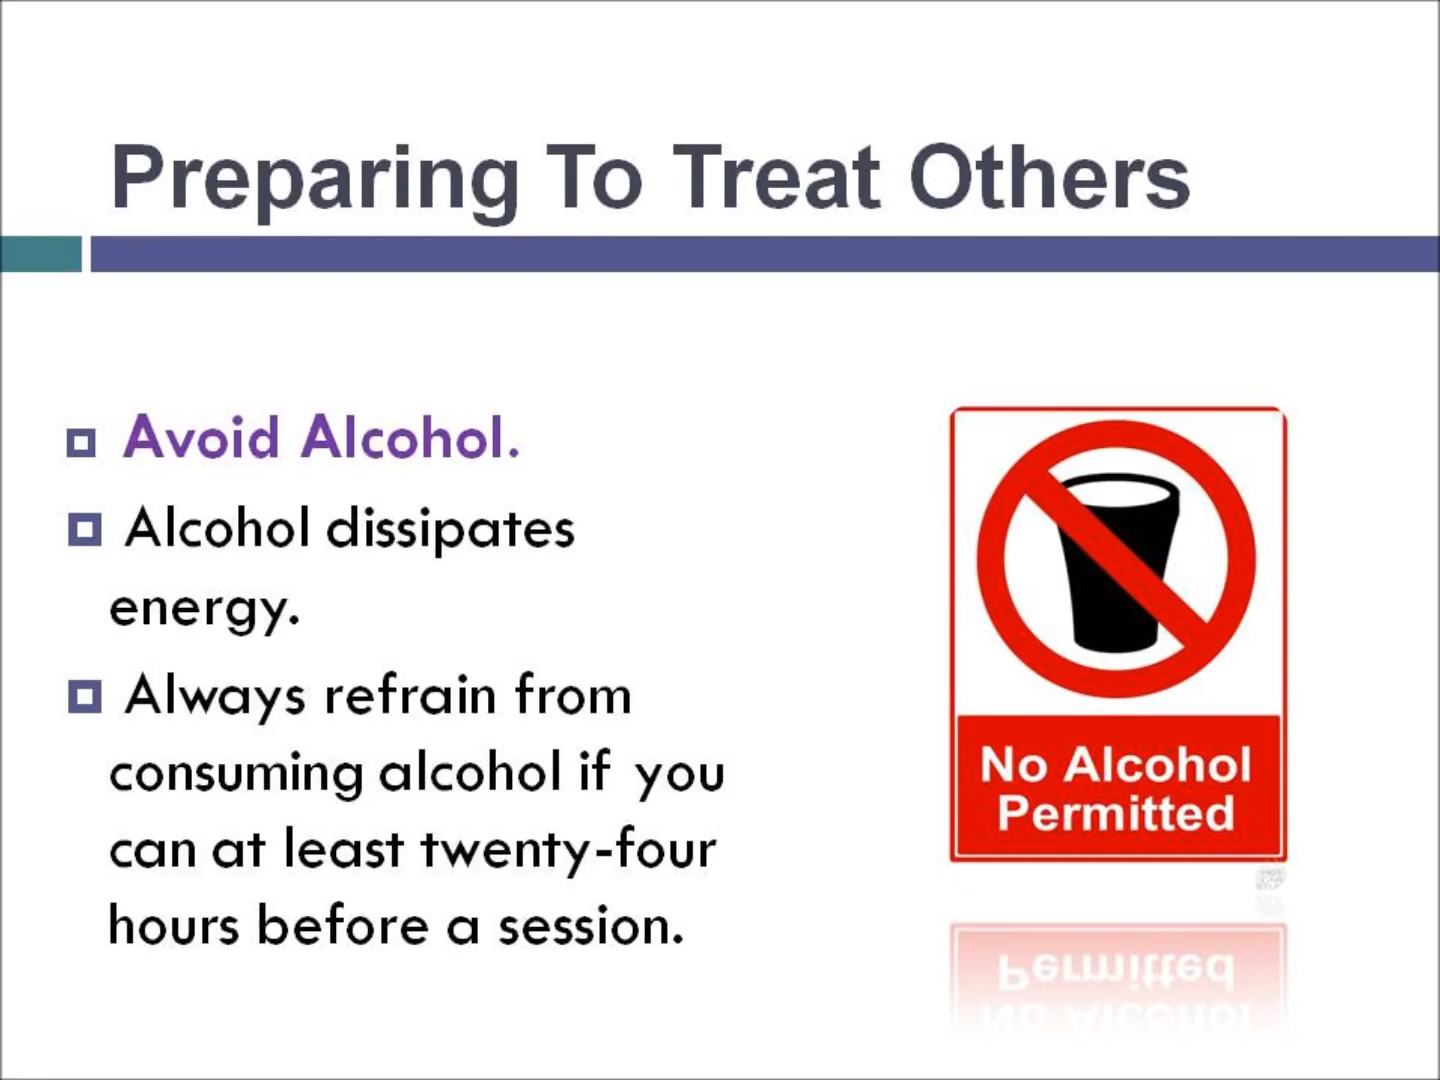 Preparing To Treat Others
Avoid Alcohol.
Alcohol dissipates
energy.
Always refrain from
consuming alcohol if you
can at least twenty-four
hours before a session.
No Alcohol
Permitted